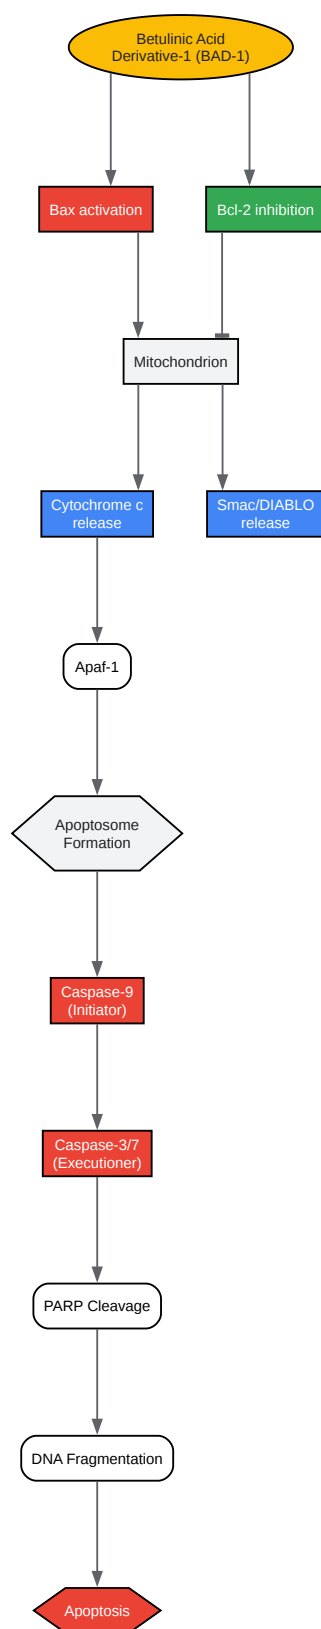 Betulinic Acid
Derivative-1 (BAD-1)
Bax activation
Bcl-2 inhibition
Mitochondrion
Cytochrome c
release
Smac/DIABLO
release
Apaf-1
Apoptosome
Formation
Caspase-9
(Initiator)
Caspase-3/7
(Executioner)
PARP Cleavage
DNA Fragmentation
Apoptosis